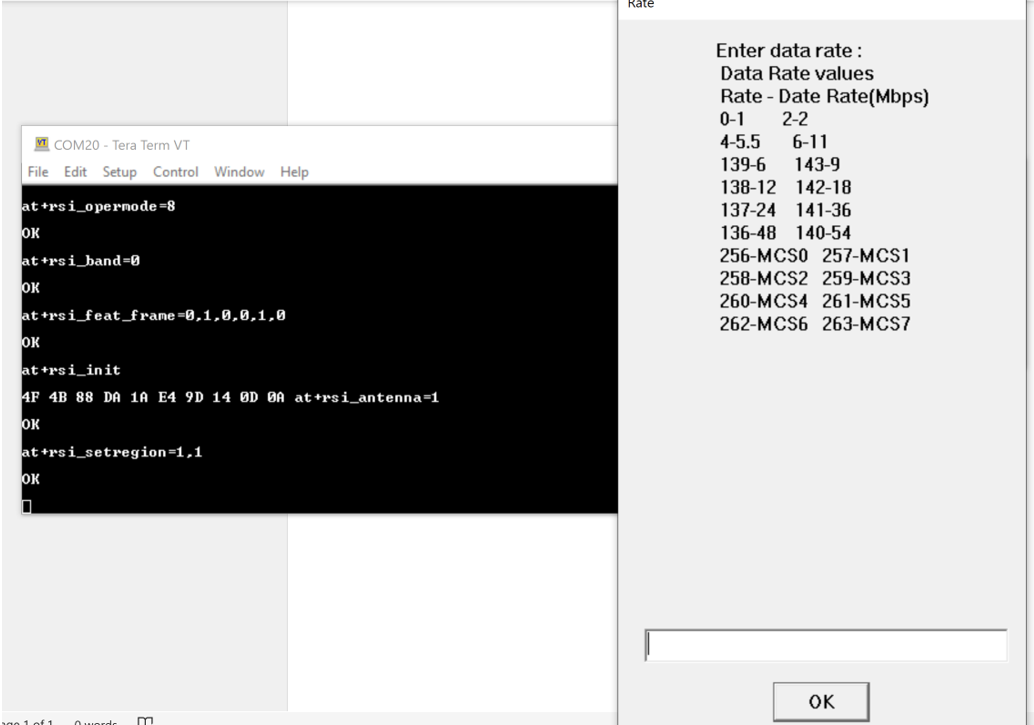 Rate
Enter data rate :
Data Rate values
Rate - Date Rate(Mbps)
0-1 2-2
4-5.5 6-11
139-6 143-9
138-12 142-18
137-24 141-36
136-48 140-54
256-MCS0 257-MCS1
258-MCS2 259-MCS3
260-MCS4 261-MCS5
262-MCS6 263-MCS7
OK
COM20 - Tera Term VT
File Edit Setup Control Window Help
at+rsi_opermode=8
OK
at+rsi_band=0
OK
at+rsi_feat_frame=0,1,0,0,1,0
OK
at+rsi_init
4F 4B 88 DA 1A E4 9D 14 0D 0A at+rsi_antenna=1
OK
at+rsi_setregion=1,1
OK
1 of 1 0 words